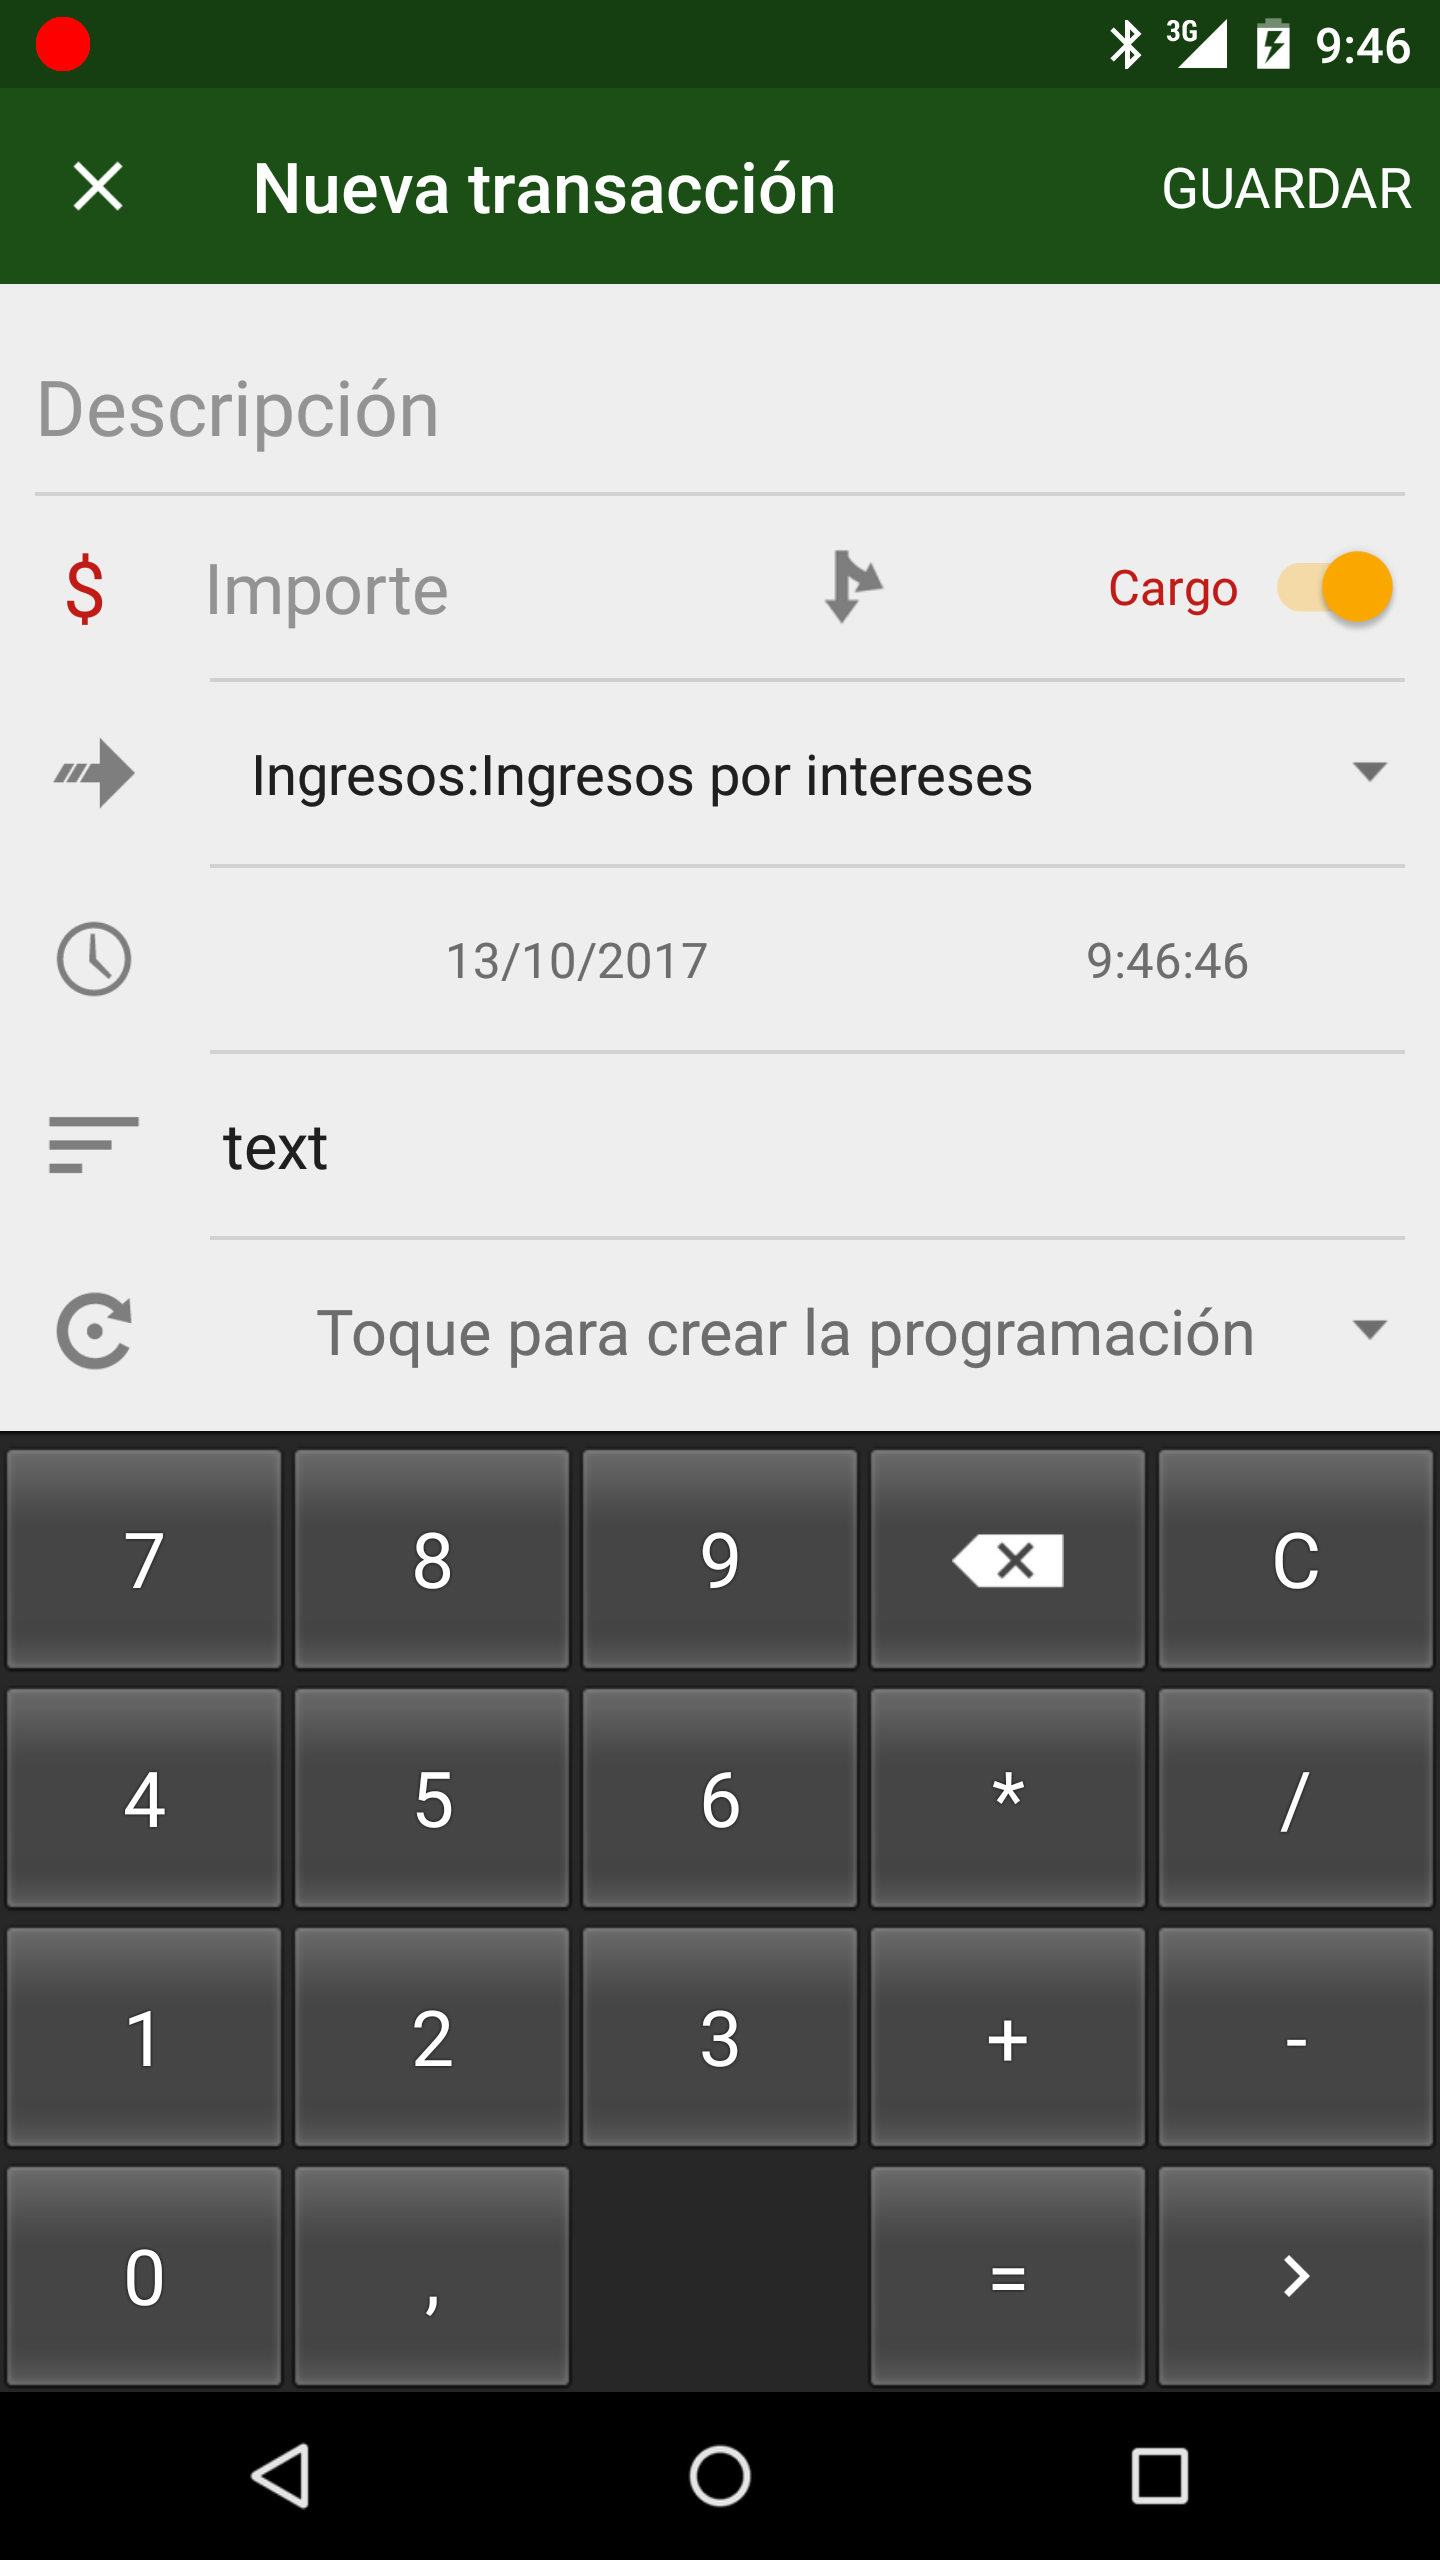 3G 9:46
Nueva transacción GUARDAR
Descripción
$ Importe Cargo
Ingresos:Ingresos por intereses
13/10/2017 9:46:46
text
Toque para crear la programación
7 8 9 C
4 5 6 * /
1 2 3 + -
0 , =